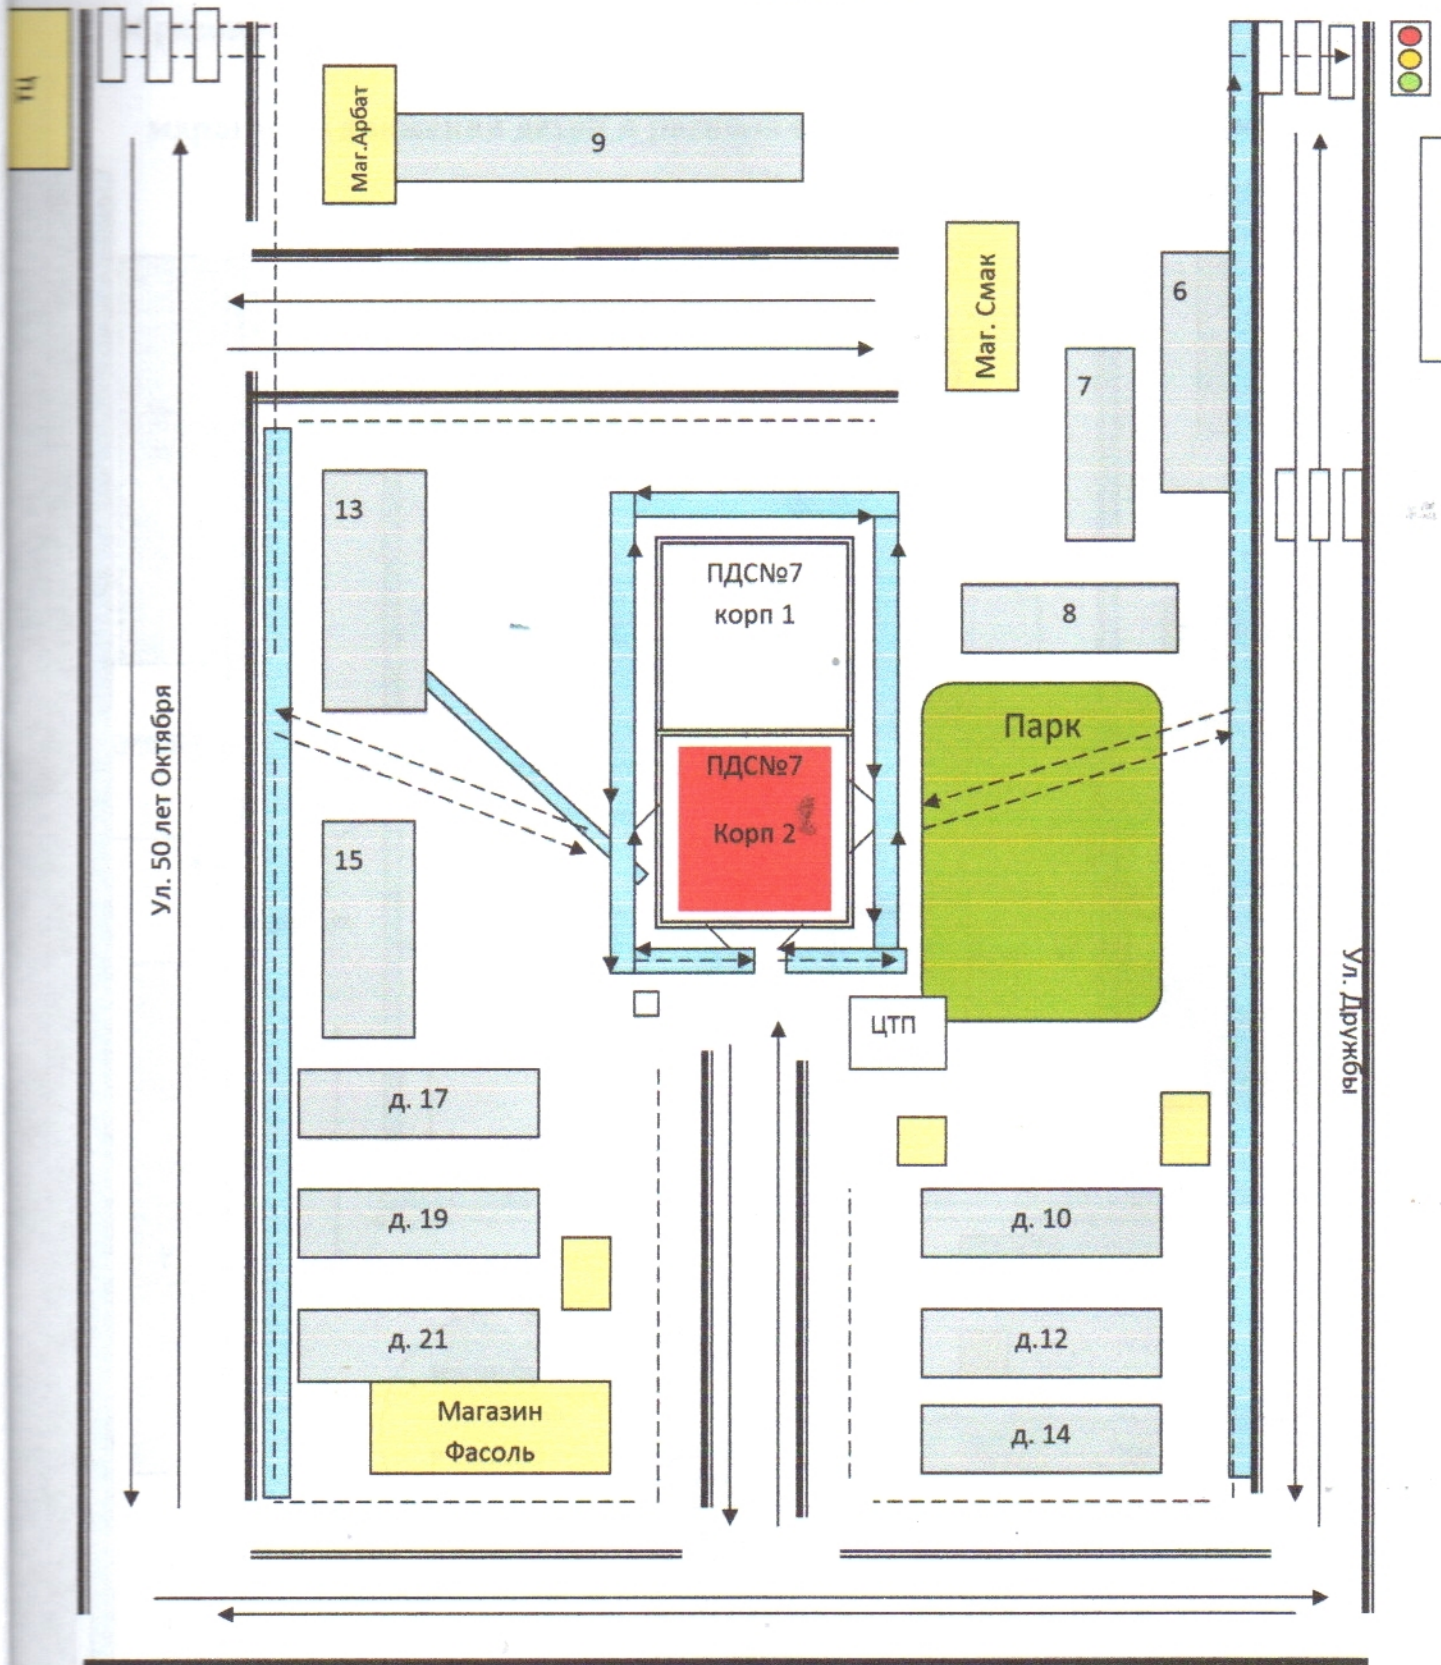 тц
Маг.Арбат
9
Маг. Смак
6
7
13
ПДС№7
корп 1
8
Парк
ПДС№7
Корп 2
Ул. 50 лет Октября
15
Ул. Дружбы
ЦТП
д. 17
д. 19
д. 10
д. 21
д.12
Магазин
Фасоль
д. 14